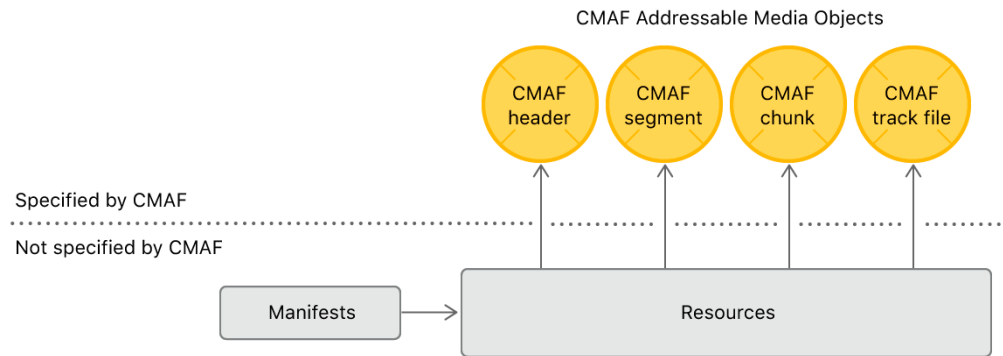 CMAF Addressable Media Objects
CMAF
header
CMAF
segment
CMAF
chunk
CMAF
track file
Specified by CMAF
Not specified by CMAF
Manifests
Resources